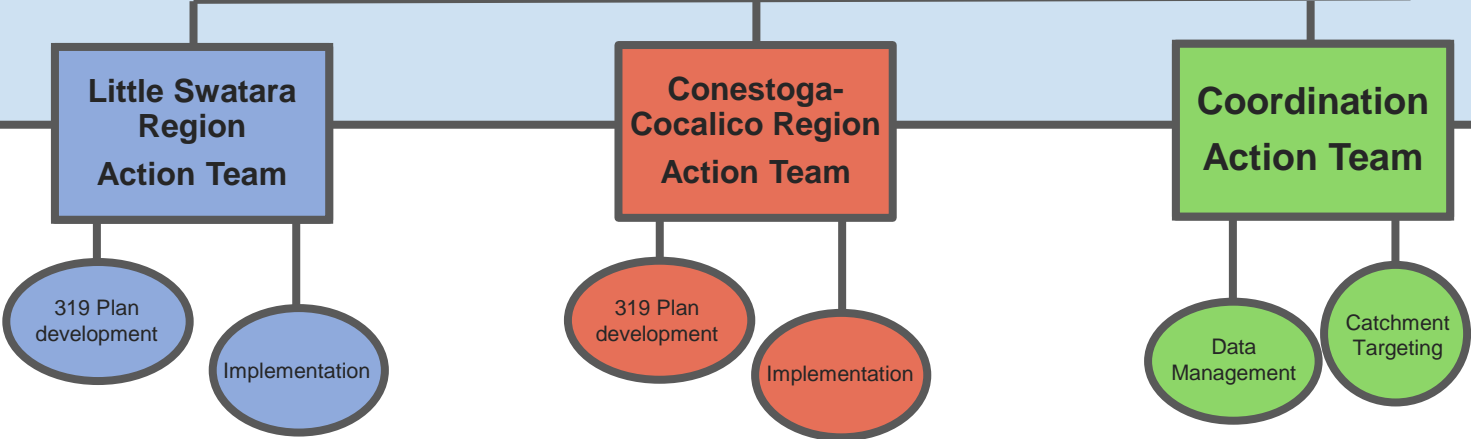 Little Swatara
Region
Action Team
Conestoga-
Cocalico Region
Action Team
Coordination
Action Team
319 Plan
development
Implementation
319 Plan
development
Implementation
Data
Management
Catchment
Targeting